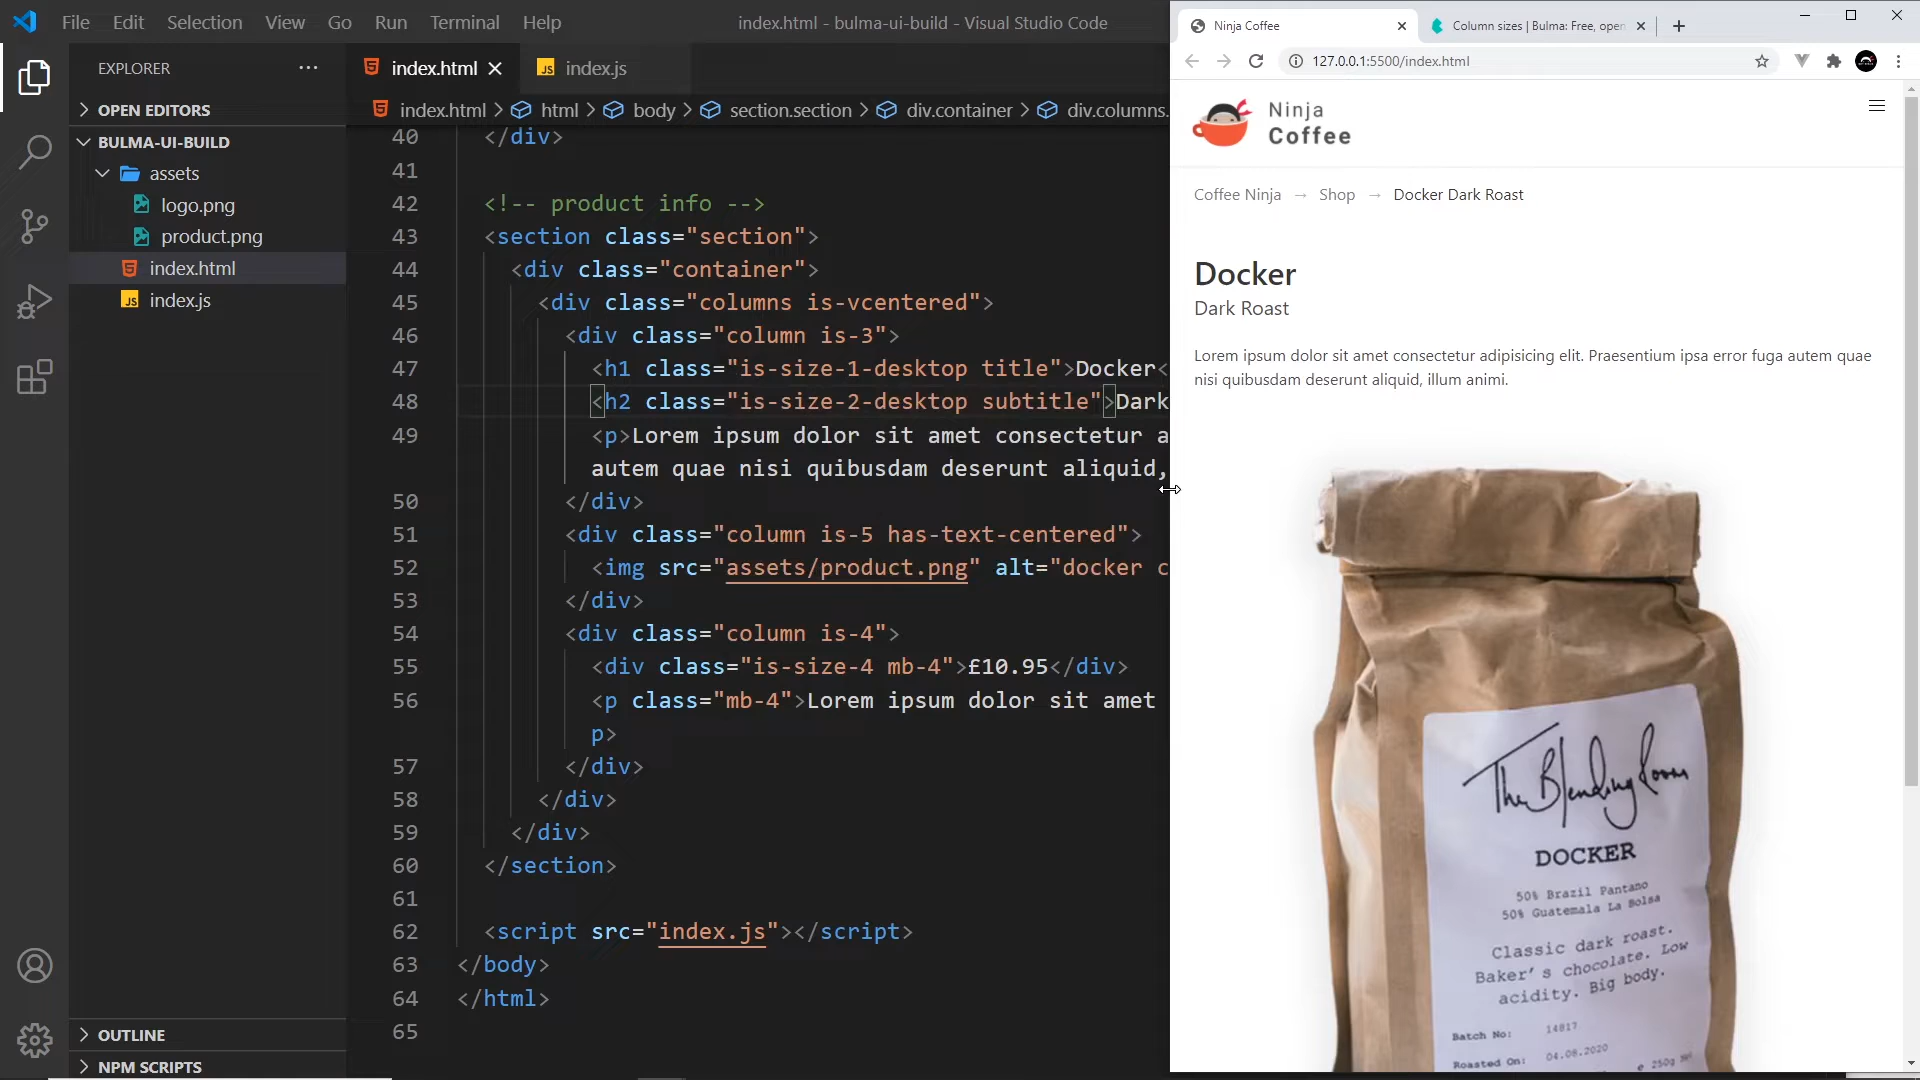 File Edit Selection View Go Run Terminal Help
index.html - bulma-ui-build - Visual Studio Code
EXPLORER
OPEN EDITORS
BULMA-UI-BUILD
assets
logo.png
product.png
index.html
JS index.js
OUTLINE
NPM SCRIPTS
index.html
JS index.js
index.html > html > body > section.section > div.container > div.columns.
40 </div>
41
42 <!-- product info -->
43 <section class="section">
44 <div class="container">
45 <div class="columns is-vcentered">
46 <div class="column is-3">
47 <h1 class="is-size-1-desktop title">Docker<
48 <h2 class="is-size-2-desktop subtitle">Dark
49 <p>Lorem ipsum dolor sit amet consectetur a
autem quae nisi quibusdam deserunt aliquid,
50 </div>
51 <div class="column is-5 has-text-centered">
52 <img src="assets/product.png" alt="docker c
53 </div>
54 <div class="column is-4">
55 <div class="is-size-4 mb-4">£10.95</div>
56 <p class="mb-4">Lorem ipsum dolor sit amet
p>
57 </div>
58 </div>
59 </div>
60 </section>
61
62 <script src="index.js"></script>
63 </body>
64 </html>
65
Ninja Coffee
Column sizes | Bulma: Free, open
127.0.0.1:5500/index.html
Ninja
Coffee
Coffee Ninja → Shop → Docker Dark Roast
Docker
Dark Roast
Lorem ipsum dolor sit amet consectetur adipisicing elit. Praesentium ipsa error fuga autem quae
nisi quibusdam deserunt aliquid, illum animi.
The Blending Room
DOCKER
50% Brazil Pantano
50% Guatemala La Bolsa
Classic dark roast.
Baker's chocolate. Low
acidity. Big body.
Batch No: 14817
Roasted On: 04.08.2020
250g